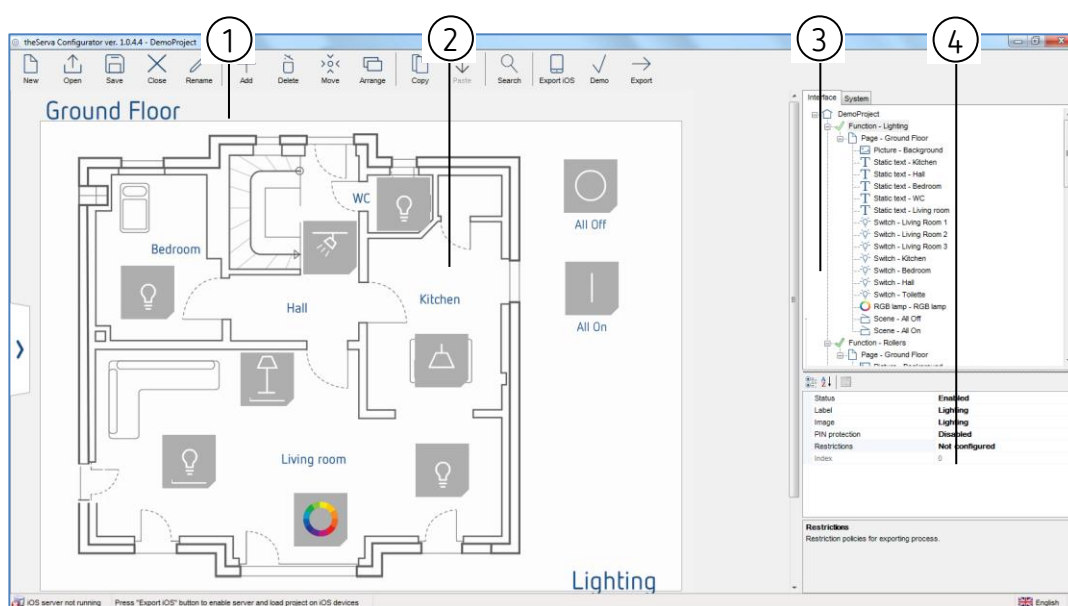 theServa Configurator ver. 1.0.4.4 - DemoProject
1
2
3
4
New Open Save Close Rename Add Delete Move Arrange Copy Paste Search Export iOS Demo Export
Ground Floor
WC
Bedroom
Hall
Kitchen
Living room
All Off
All On
Lighting
Interface System
DemoProject
Function - Lighting
Page - Ground Floor
Picture - Background
Static text - Kitchen
Static text - Hall
Static text - Bedroom
Static text - WC
Static text - Living room
Switch - Living Room 1
Switch - Living Room 2
Switch - Living Room 3
Switch - Kitchen
Switch - Bedroom
Switch - Hall
Switch - Toilette
RGB lamp - RGB lamp
Scene - All Off
Scene - All On
Function - Rollers
Page - Ground Floor
Picture - Background
Status Enabled
Label Lighting
Image Lighting
PIN protection Disabled
Restrictions Not configured
Index 0
Restrictions
Restriction policies for exporting process.
iOS server not running Press "Export iOS" button to enable server and load project on iOS devices English